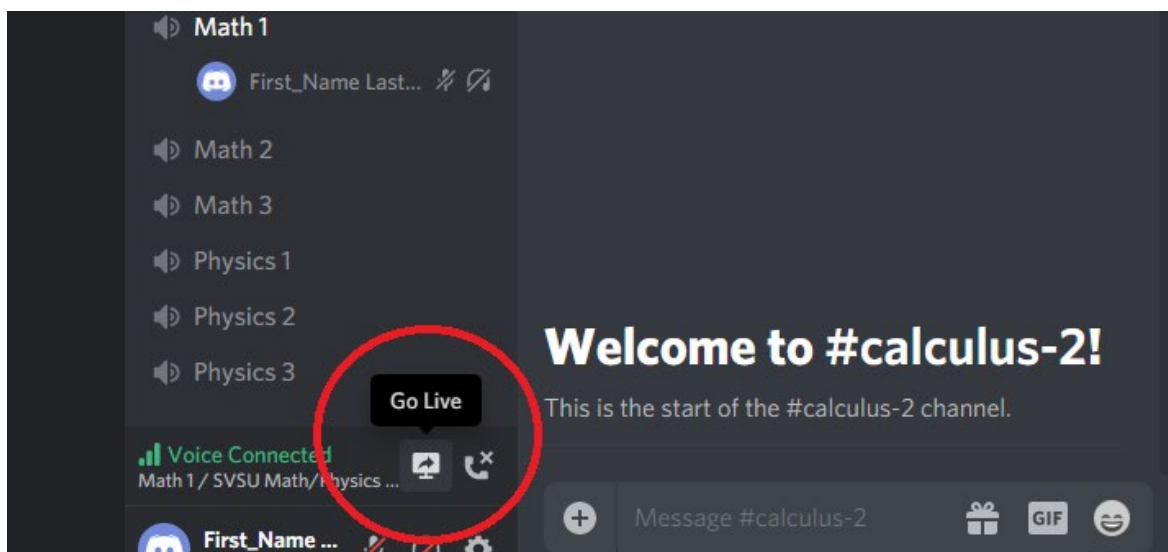 Math 1
First_Name Last...
Math 2
Math 3
Physics 1
Physics 2
Physics 3
Go Live
Voice Connected
Math 1 / SVSU Math/Physics ...
First_Name ...
Welcome to #calculus-2!
This is the start of the #calculus-2 channel.
Message #calculus-2
GIF